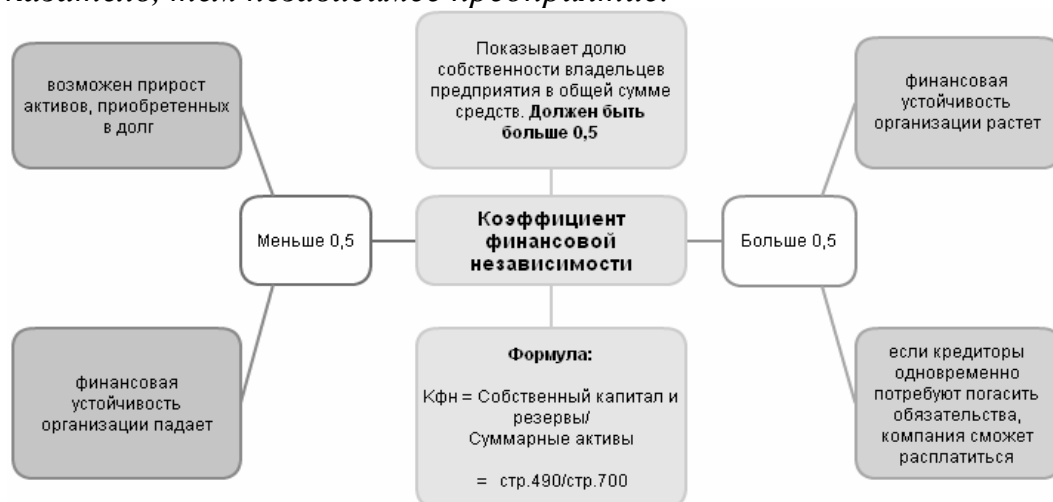 казатель, тем независимое предприятие.
возможен прирост
активов, приобретенных
в долг
Показывает долю
собственности владельцев
предприятия в общей сумме
средств. Должен быть
больше 0,5
финансовая
устойчивость
организации растет
Меньше 0,5
Коэффициент
финансовой
независимости
Больше 0,5
финансовая
устойчивость
организации падает
Формула:
Кфн = Собственный капитал и
резервы/
Суммарные активы
= стр.490/стр.700
если кредиторы
одновременно
потребуют погасить
обязательства,
компания сможет
расплатиться